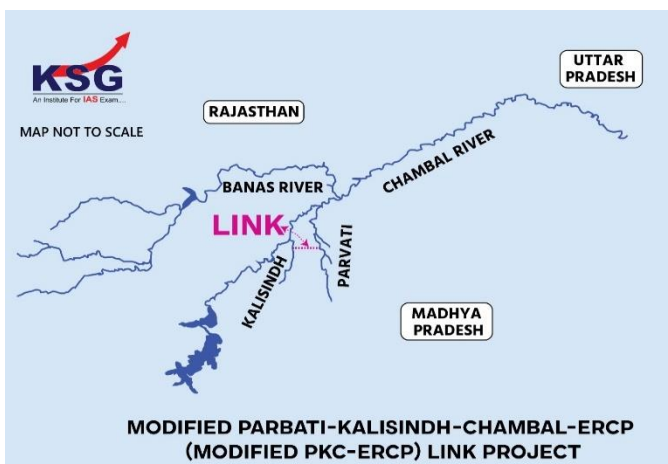 KSG
An Institute For IAS Exam...
MAP NOT TO SCALE
UTTAR
PRADESH
RAJASTHAN
BANAS RIVER
CHAMBAL RIVER
LINK
KALISINDH
PARVATI
MADHYA
PRADESH
MODIFIED PARBATI-KALISINDH-CHAMBAL-ERCP
(MODIFIED PKC-ERCP) LINK PROJECT